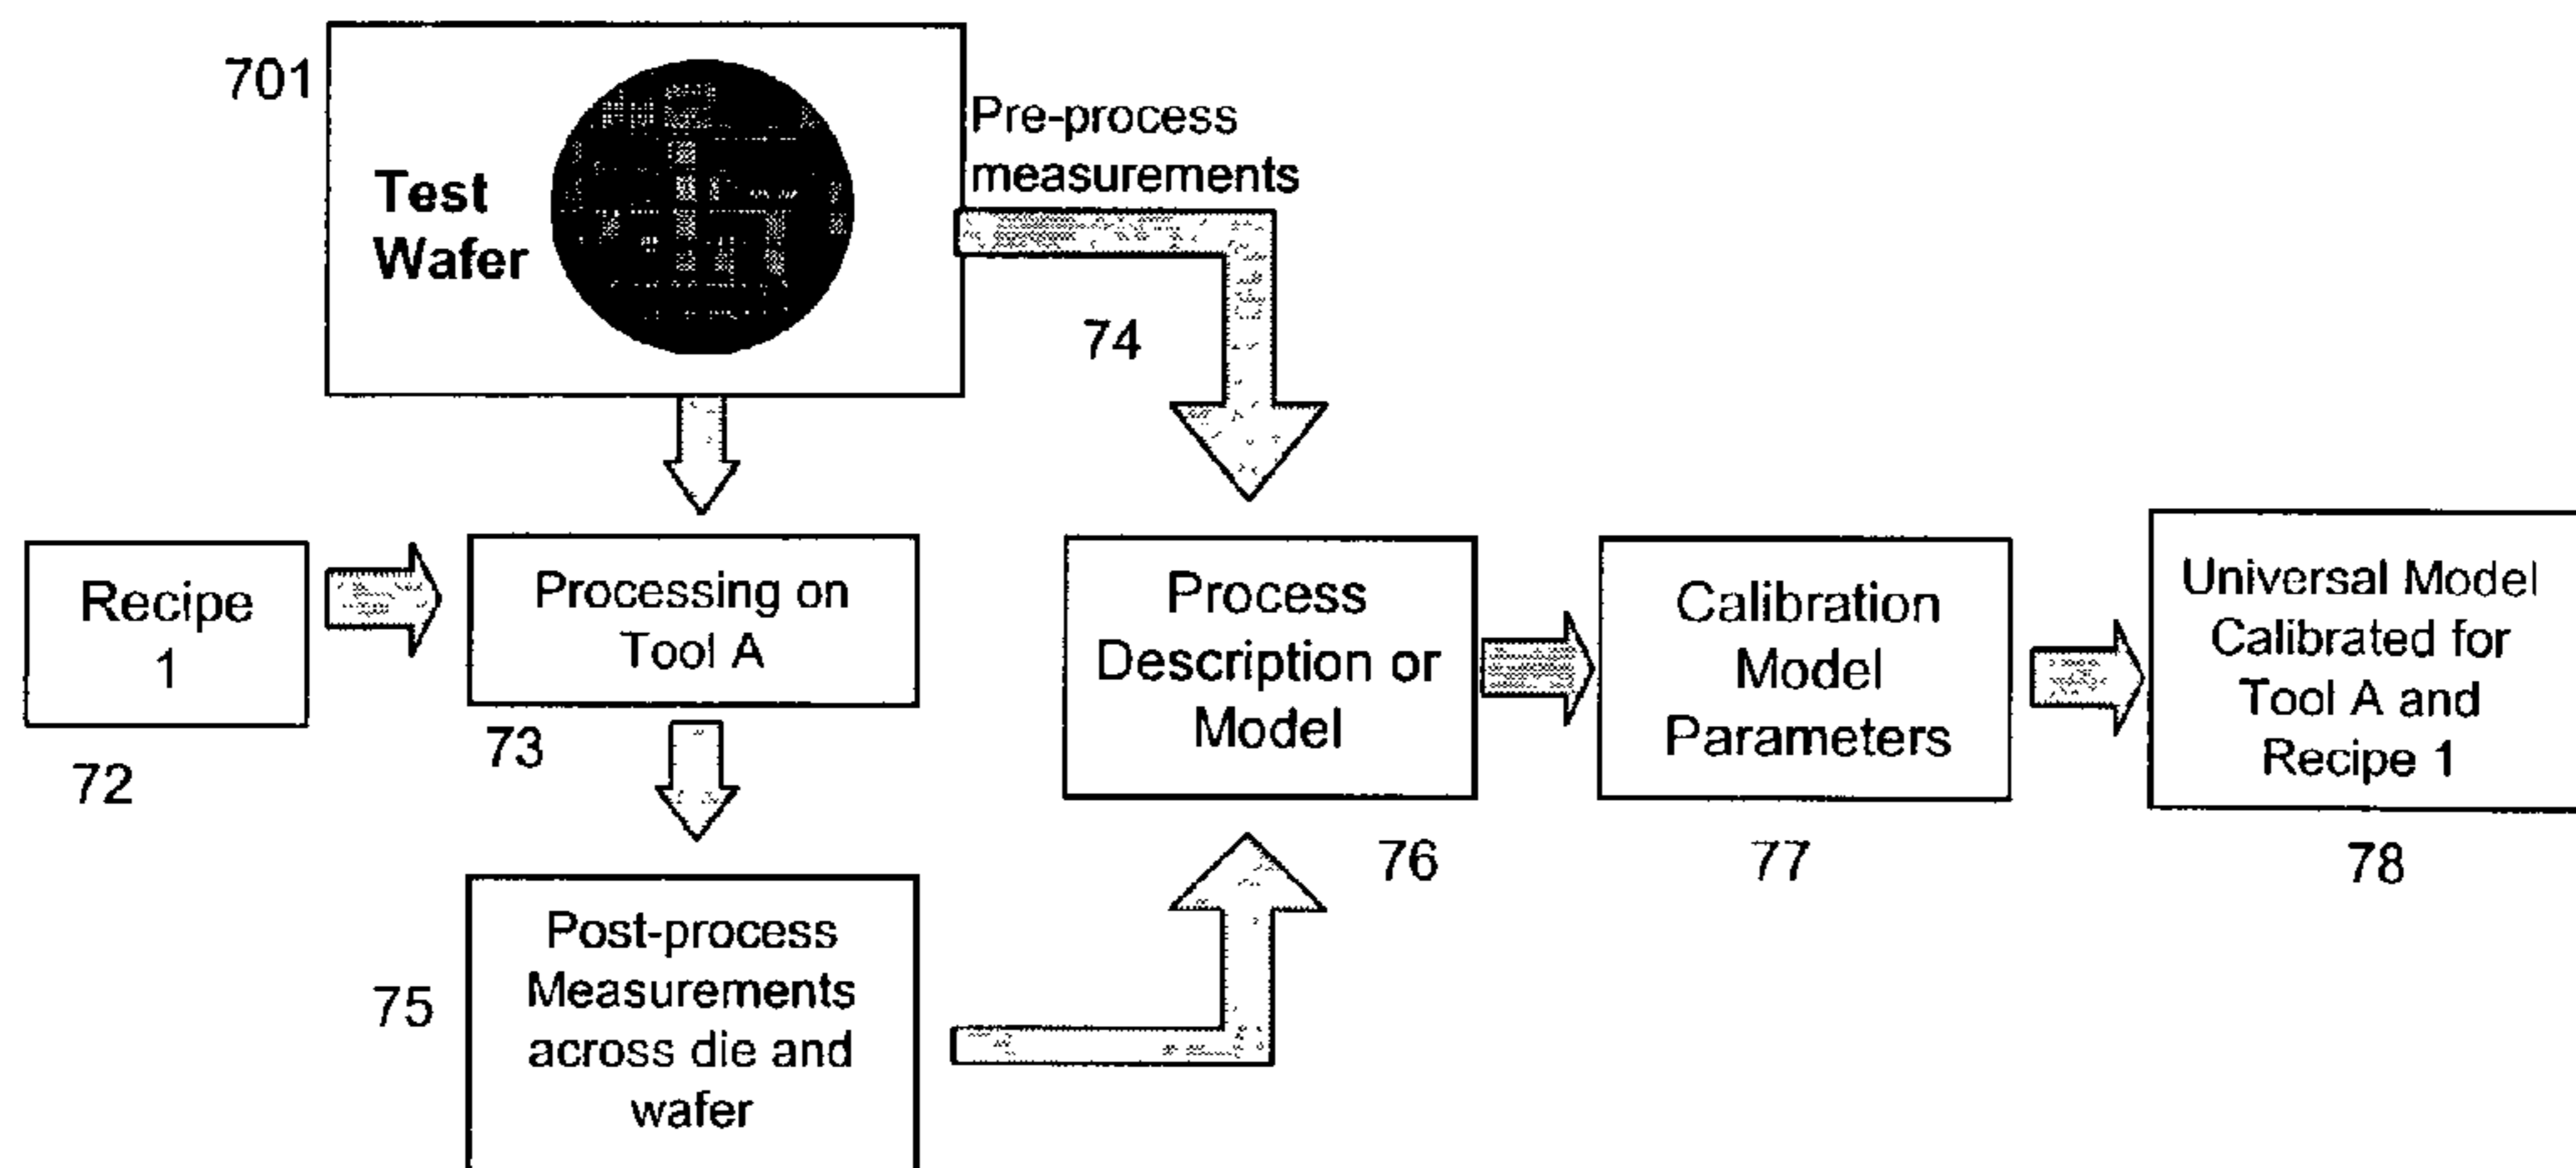 701
Test
Wafer
Pre-process
measurements
74
Recipe
1
72
Processing on
Tool A
73
Post-process
Measurements
across die and
wafer
75
Process
Description or
Model
76
Calibration
Model
Parameters
77
Universal Model
Calibrated for
Tool A and
Recipe 1
78